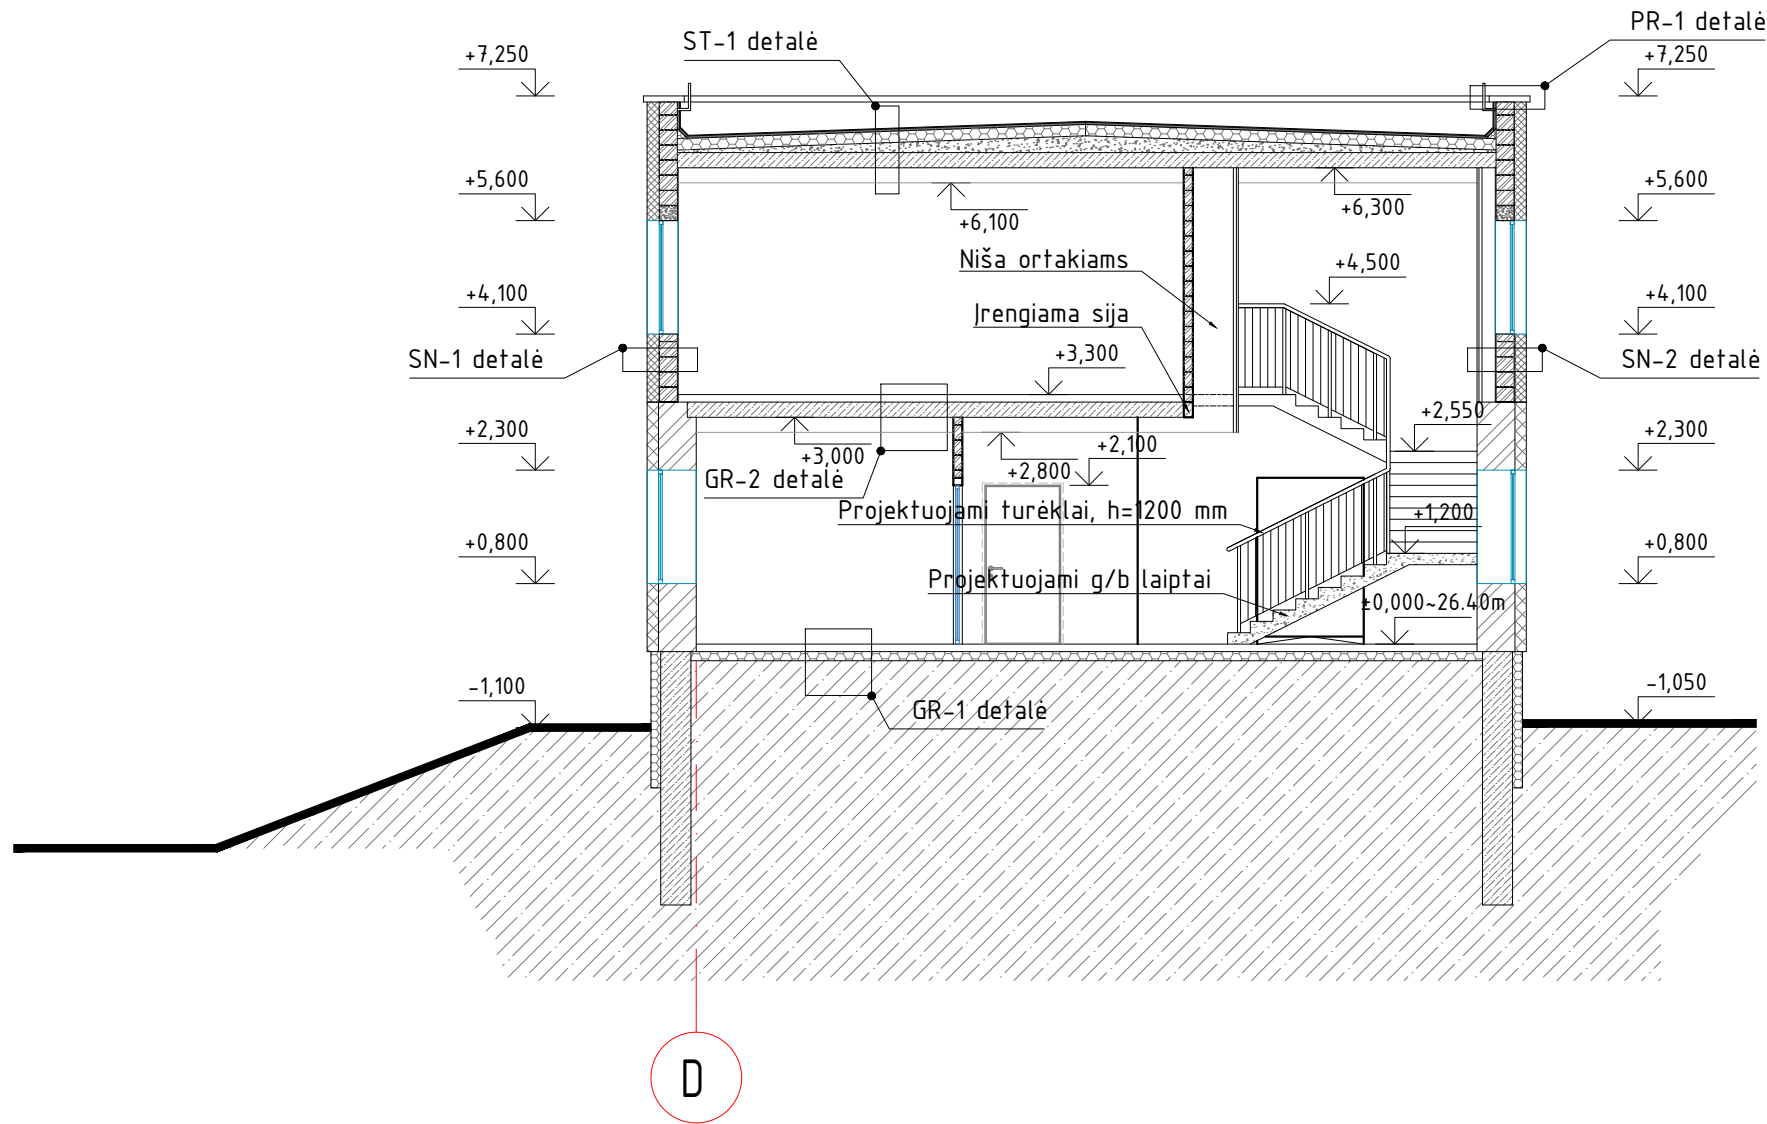 PR-1 detalė
ST-1 detalė
+7,250
+7,250
+5,600
+5,600
+6,100
+6,300
Niša ortakiams
+4,500
+4,100
+4,100
Įrengiama sija
+3,300
SN-1 detalė
SN-2 detalė
+2,550
+2,300
+3,000
+2,100
+2,300
+2,800
GR-2 detalė
Projektuojami turėklai, h=1200 mm
+1,200
+0,800
+0,800
Projektuojami g/b laiptai
±0,000~26.40m
-1,100
-1,050
GR-1 detalė
D